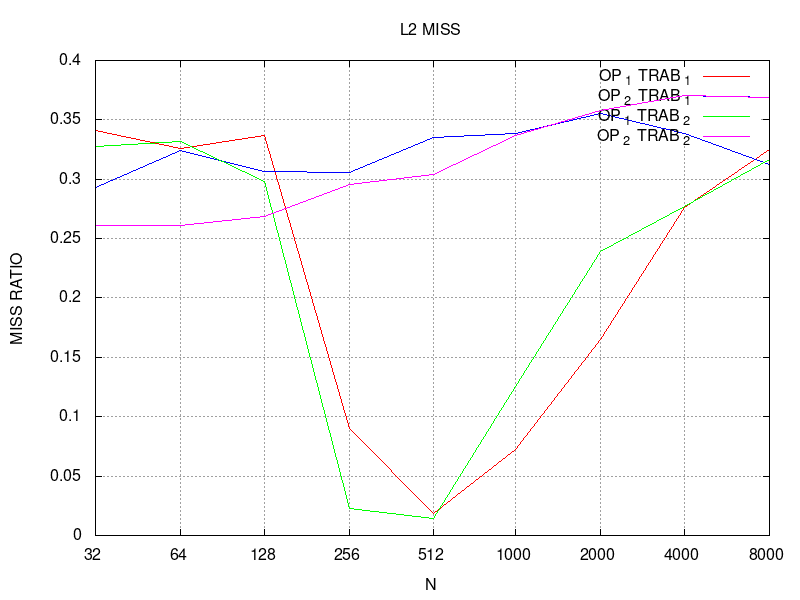 L2 MISS
0.4
0.35
0.3
0.25
0.2
0.15
0.1
0.05
0
MISS RATIO
OP 1 TRAB 1
OP 2 TRAB 1
OP 1 TRAB 2
OP 2 TRAB 2
32 64 128 256 512 1000 2000 4000 8000
N